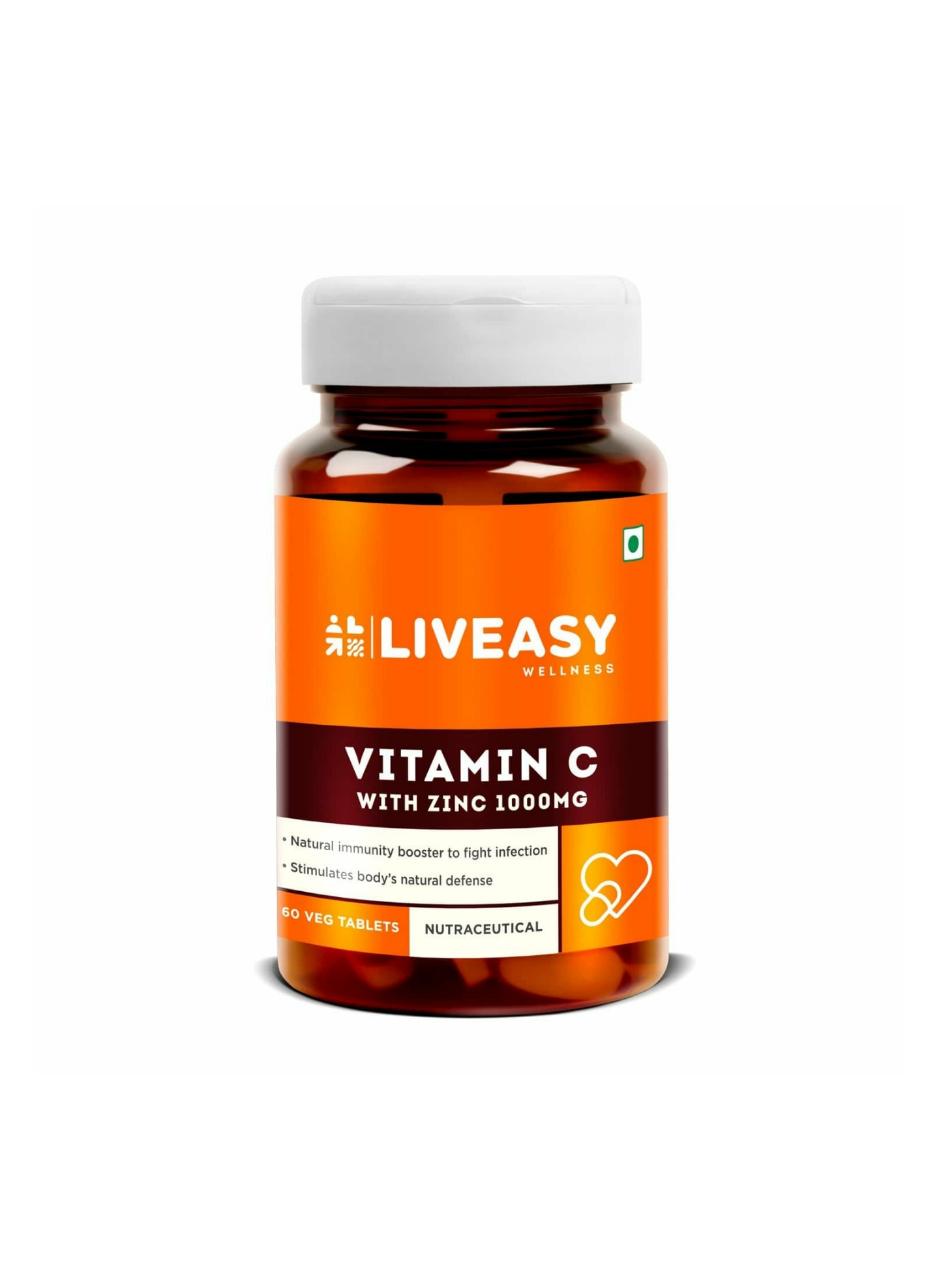 LIVEASY
WELLNESS
VITAMIN C
WITH ZINC 1000MG
• Natural immunity booster to fight infection
• Stimulates body's natural defense
60 VEG TABLETS
NUTRACEUTICAL